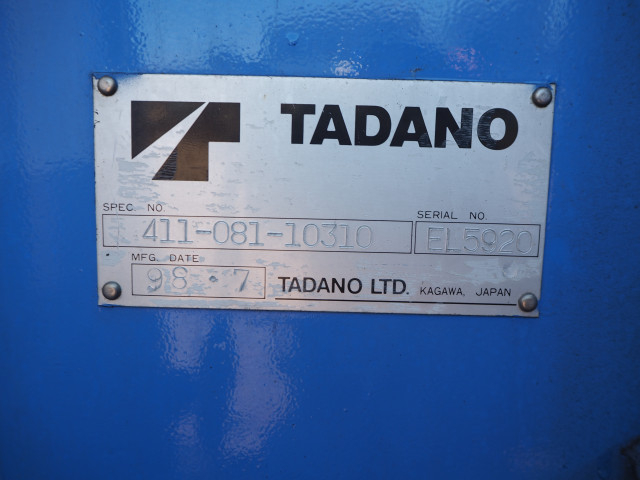 TADANO
SPEC. NO.
411-081-10310
SERIAL NO.
EL5920
MFG. DATE
98・7
TADANO LTD. KAGAWA, JAPAN